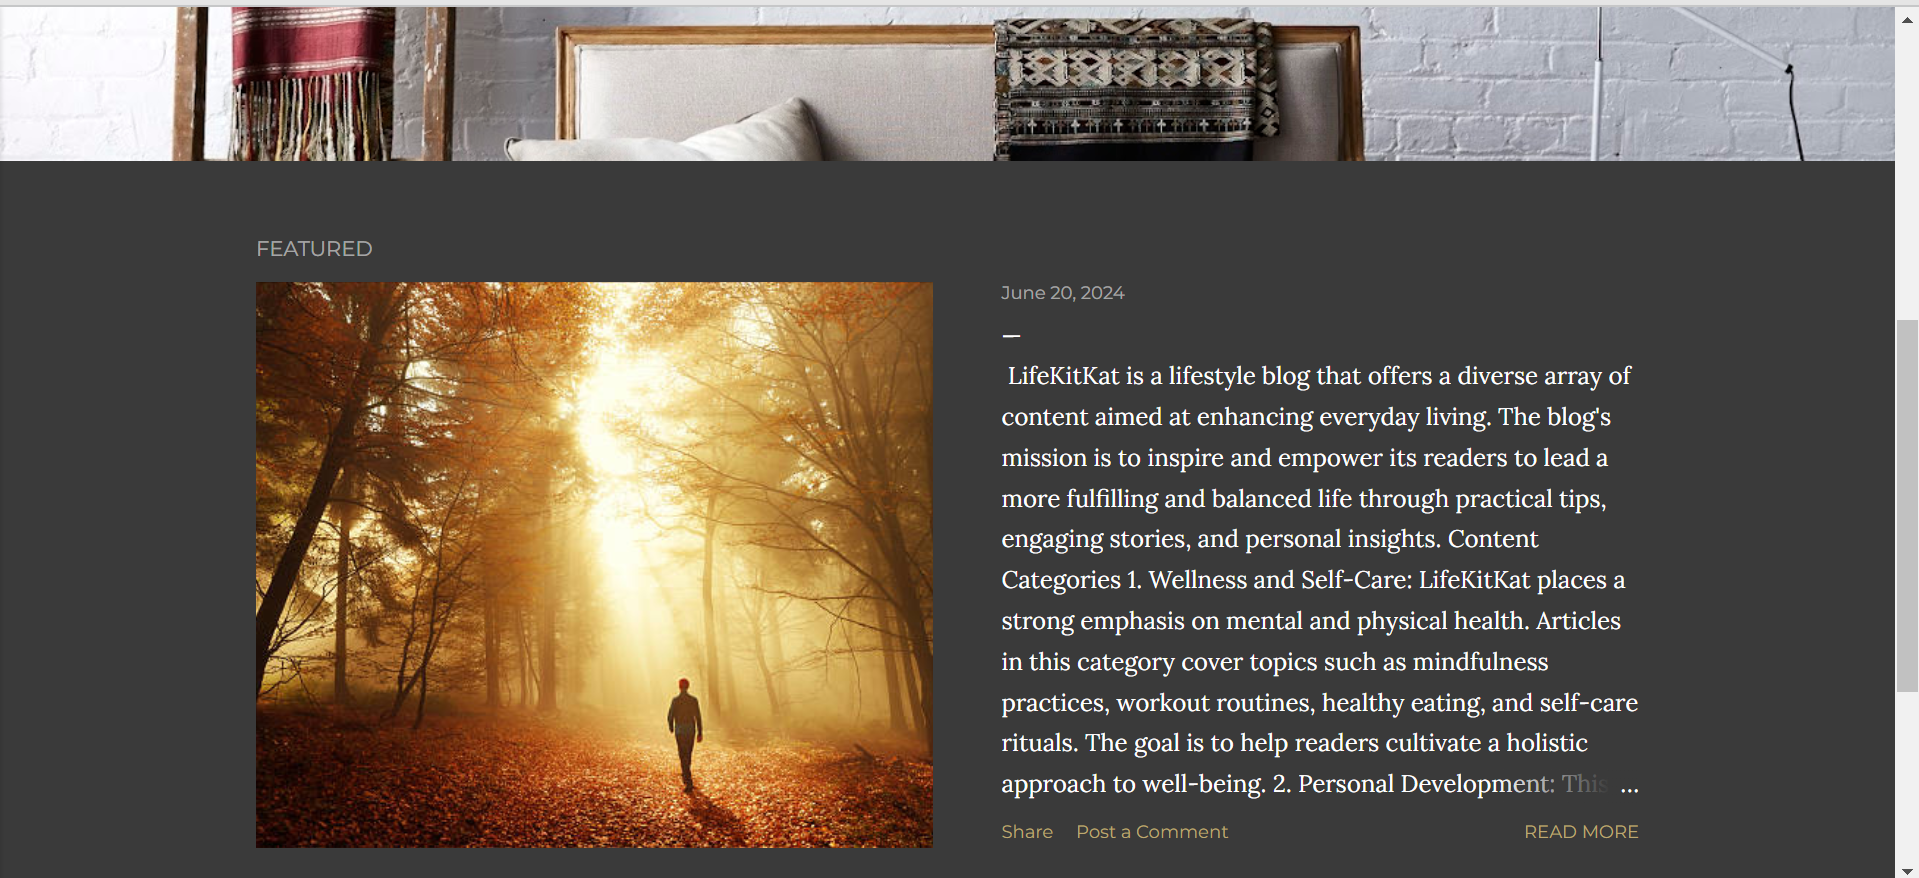 FEATURED
June 20, 2024
LifeKitKat is a lifestyle blog that offers a diverse array of
content aimed at enhancing everyday living. The blog's
mission is to inspire and empower its readers to lead a
more fulfilling and balanced life through practical tips,
engaging stories, and personal insights. Content
Categories 1. Wellness and Self-Care: LifeKitKat places a
strong emphasis on mental and physical health. Articles
in this category cover topics such as mindfulness
practices, workout routines, healthy eating, and self-care
rituals. The goal is to help readers cultivate a holistic
approach to well-being. 2. Personal Development: This ...
Share Post a Comment READ MORE